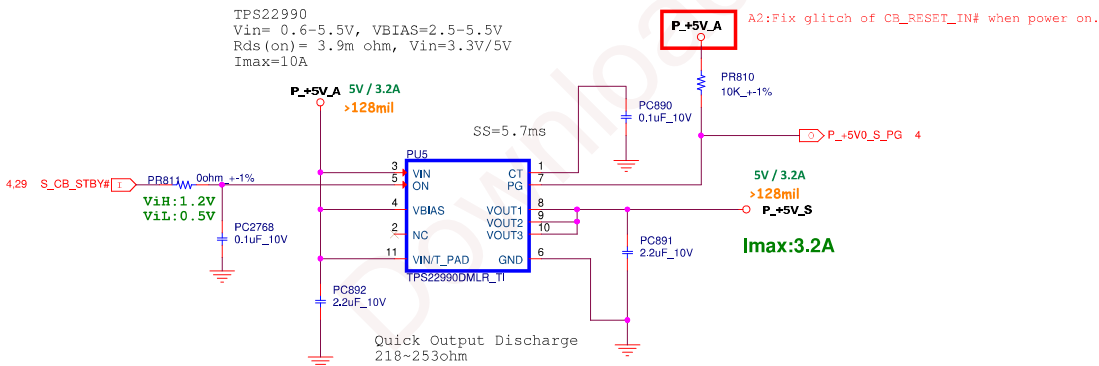 TPS22990
Vin= 0.6-5.5V, VBIAS=2.5-5.5V
Rds(on)= 3.9m ohm, Vin=3.3V/5V
Imax=10A
P_+5V_A
A2:Fix glitch of CB_RESET_IN# when power on.
PR810
10K_+-1%
P_+5V_A
5V / 3.2A
>128mil
PC890
0.1uF_10V
SS=5.7ms
O
P_+5V0_S_PG 4
PU5
3 VIN
5 ON
4 VBIAS
2 NC
11 VIN/T_PAD
CT 1
PG 7
VOUT1 8
VOUT2 9
VOUT3 10
GND 6
TPS22990DMLR_TI
4,29 S_CB_STBY#
I
PR811
0ohm_+-1%
ViH:1.2V
ViL:0.5V
PC2768
0.1uF_10V
5V / 3.2A
>128mil
P_+5V_S
Imax:3.2A
PC891
2.2uF_10V
PC892
2.2uF_10V
Quick Output Discharge
218~253ohm
Downloa